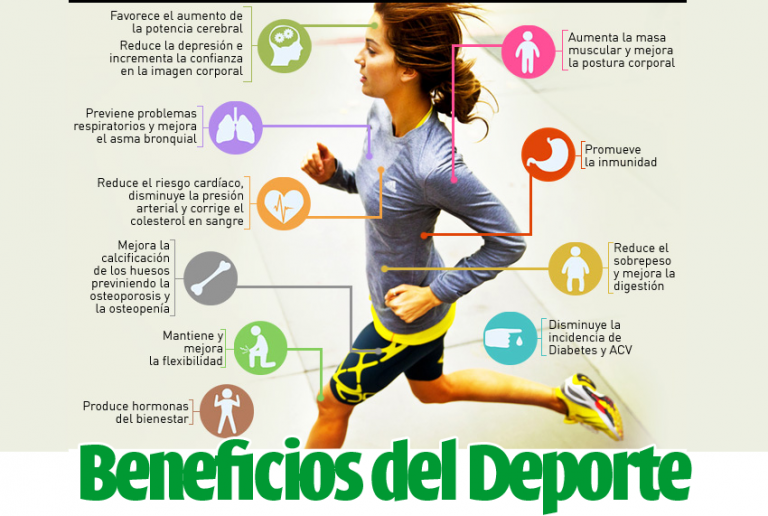 Favorece el aumento de
la potencia cerebral
Reduce la depresión e
incrementa la confianza
en la imagen corporal
Aumenta la masa
muscular y mejora
la postura corporal
Previene problemas
respiratorios y mejora
el asma bronquial
Promueve
la inmunidad
Reduce el riesgo cardíaco,
disminuye la presión
arterial y corrige el
colesterol en sangre
Mejora la
calcificación
de los huesos
previniendo la
osteoporosis y
la osteopenía
Reduce el
sobrepeso
y mejora la
digestión
Mantiene y
mejora
la flexibilidad
Disminuye la
incidencia de
Diabetes y ACV
Produce hormonas
del bienestar
Beneficios del Deporte